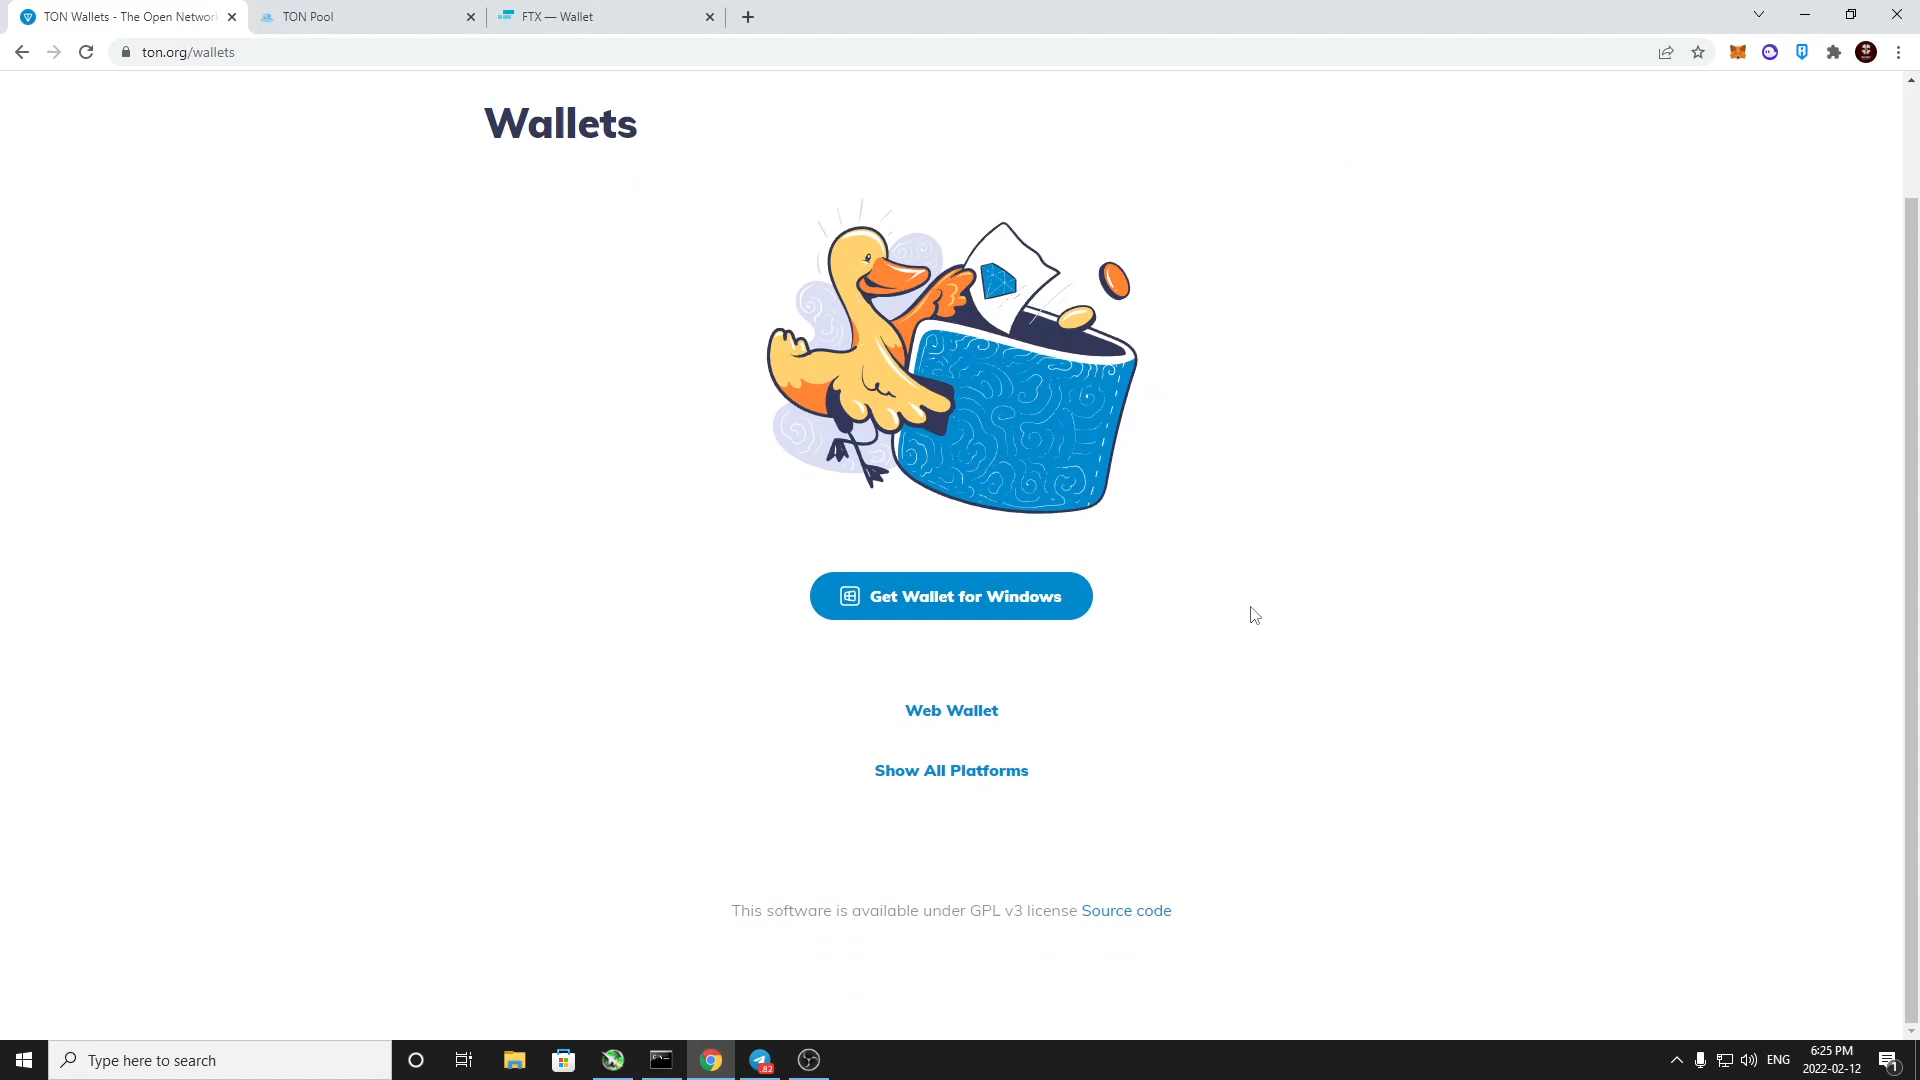 TON Wallets - The Open Networ
TON Pool
FTX — Wallet
ton.org/wallets
Wallets
Get Wallet for Windows
Web Wallet
Show All Platforms
This software is available under GPL v3 license Source code
Type here to search
.82
ENG
6:25 PM
2022-02-12
1